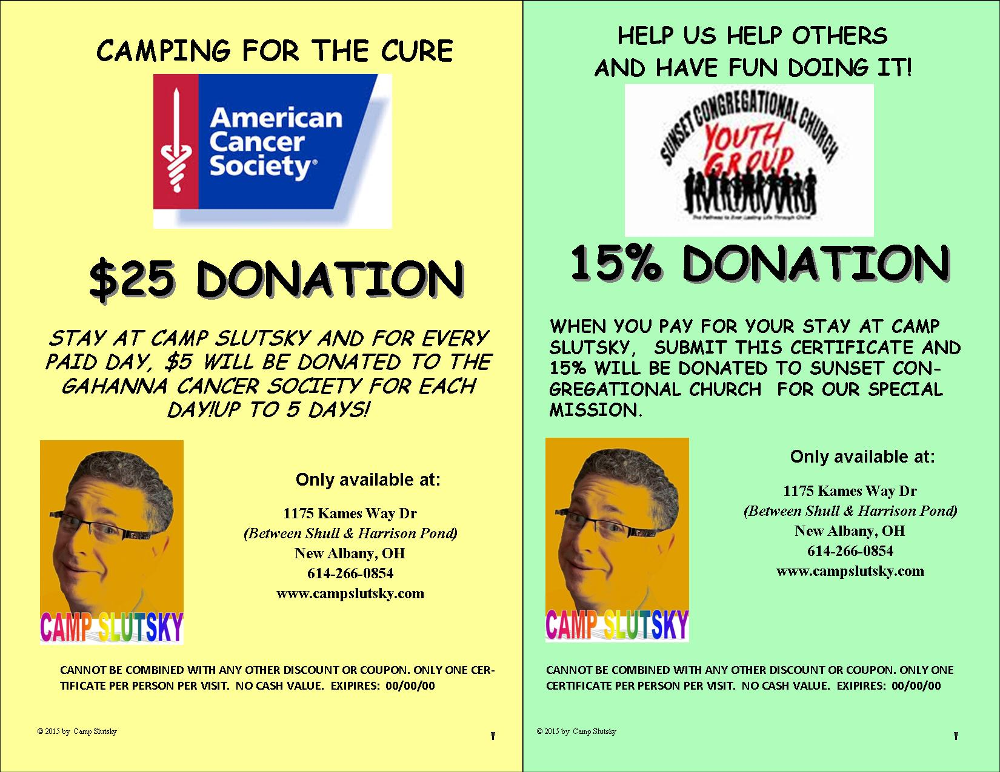 CAMPING FOR THE CURE
American
Cancer
Society®
$25 DONATION
STAY AT CAMP SLUTSKY AND FOR EVERY
PAID DAY, $5 WILL BE DONATED TO THE
GAHANNA CANCER SOCIETY FOR EACH
DAY!UP TO 5 DAYS!
CAMP SLUTSKY
Only available at:
1175 Kames Way Dr
(Between Shull & Harrison Pond)
New Albany, OH
614-266-0854
www.campslutsky.com
CANNOT BE COMBINED WITH ANY OTHER DISCOUNT OR COUPON. ONLY ONE CER-
TIFICATE PER PERSON PER VISIT. NO CASH VALUE. EXIPIRES: 00/00/00
© 2015 by Camp Slutsky
Y
HELP US HELP OTHERS
AND HAVE FUN DOING IT!
SUNSET CONGREGATIONAL CHURCH
YOUTH
GROUP
The Pathway to Ever Lasting Life Through Christ
15% DONATION
WHEN YOU PAY FOR YOUR STAY AT CAMP
SLUTSKY, SUBMIT THIS CERTIFICATE AND
15% WILL BE DONATED TO SUNSET CON-
GREGATIONAL CHURCH FOR OUR SPECIAL
MISSION.
CAMP SLUTSKY
Only available at:
1175 Kames Way Dr
(Between Shull & Harrison Pond)
New Albany, OH
614-266-0854
www.campslutsky.com
CANNOT BE COMBINED WITH ANY OTHER DISCOUNT OR COUPON. ONLY ONE
CERTIFICATE PER PERSON PER VISIT. NO CASH VALUE. EXIPIRES: 00/00/00
© 2015 by Camp Slutsky
Y